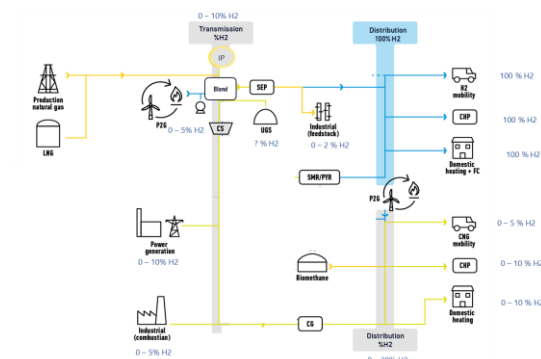 0 – 10% H2
Transmission
%H2
Distribution
100% H2
IP
Production
natural gas
LNG
P2G
0 – 5% H2
Blend
SEP
CS
UGS
? % H2
Industrial
(feedstock)
0 – 2 % H2
SMR/PYR
H2
mobility
100 % H2
CHP
100 % H2
Domestic
heating + FC
100 % H2
P2G
Power
generation
0 – 10% H2
Biomethane
CNG
mobility
0 – 5 % H2
CHP
0 – 10 % H2
Domestic
heating
0 – 10 % H2
Industrial
(combustion)
0 – 5% H2
CG
Distribution
%H2